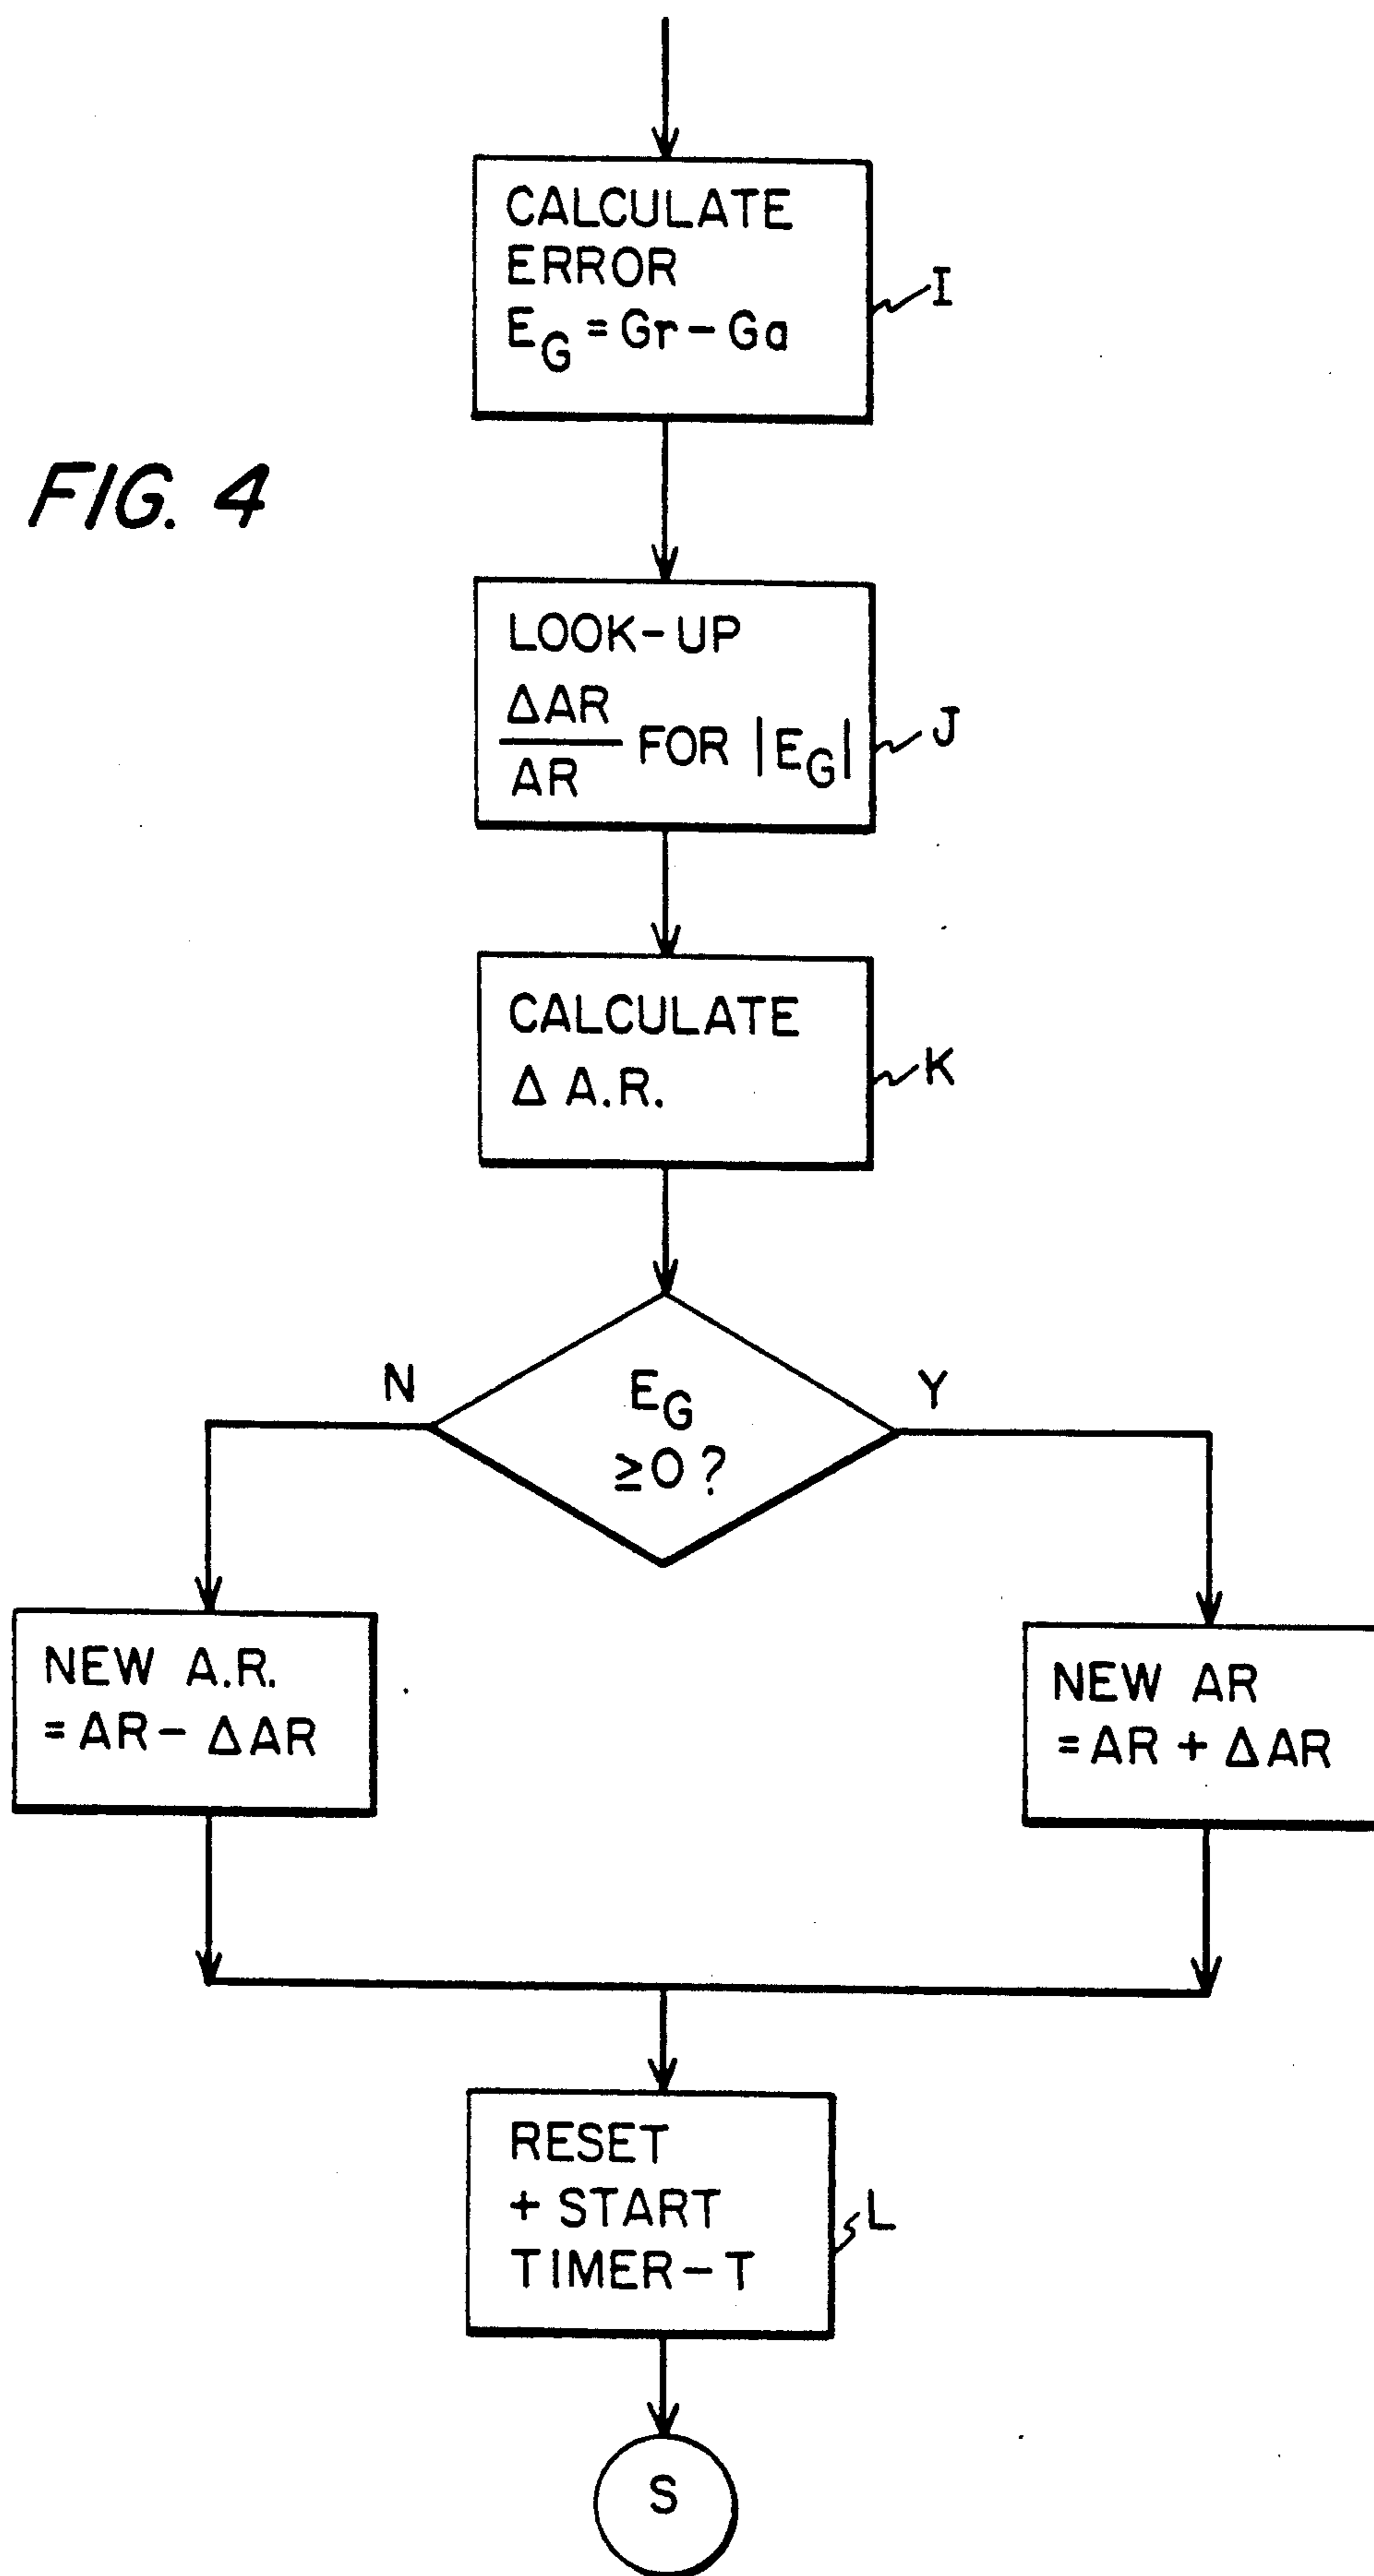 CALCULATE
ERROR
E_G = Gr - Ga
I
FIG. 4
LOOK-UP
ΔAR
AR
FOR |E_G|
J
CALCULATE
Δ A.R.
K
N
E_G
≥0?
Y
NEW A.R.
= AR - ΔAR
NEW AR
= AR + ΔAR
RESET
+ START
TIMER-T
L
S